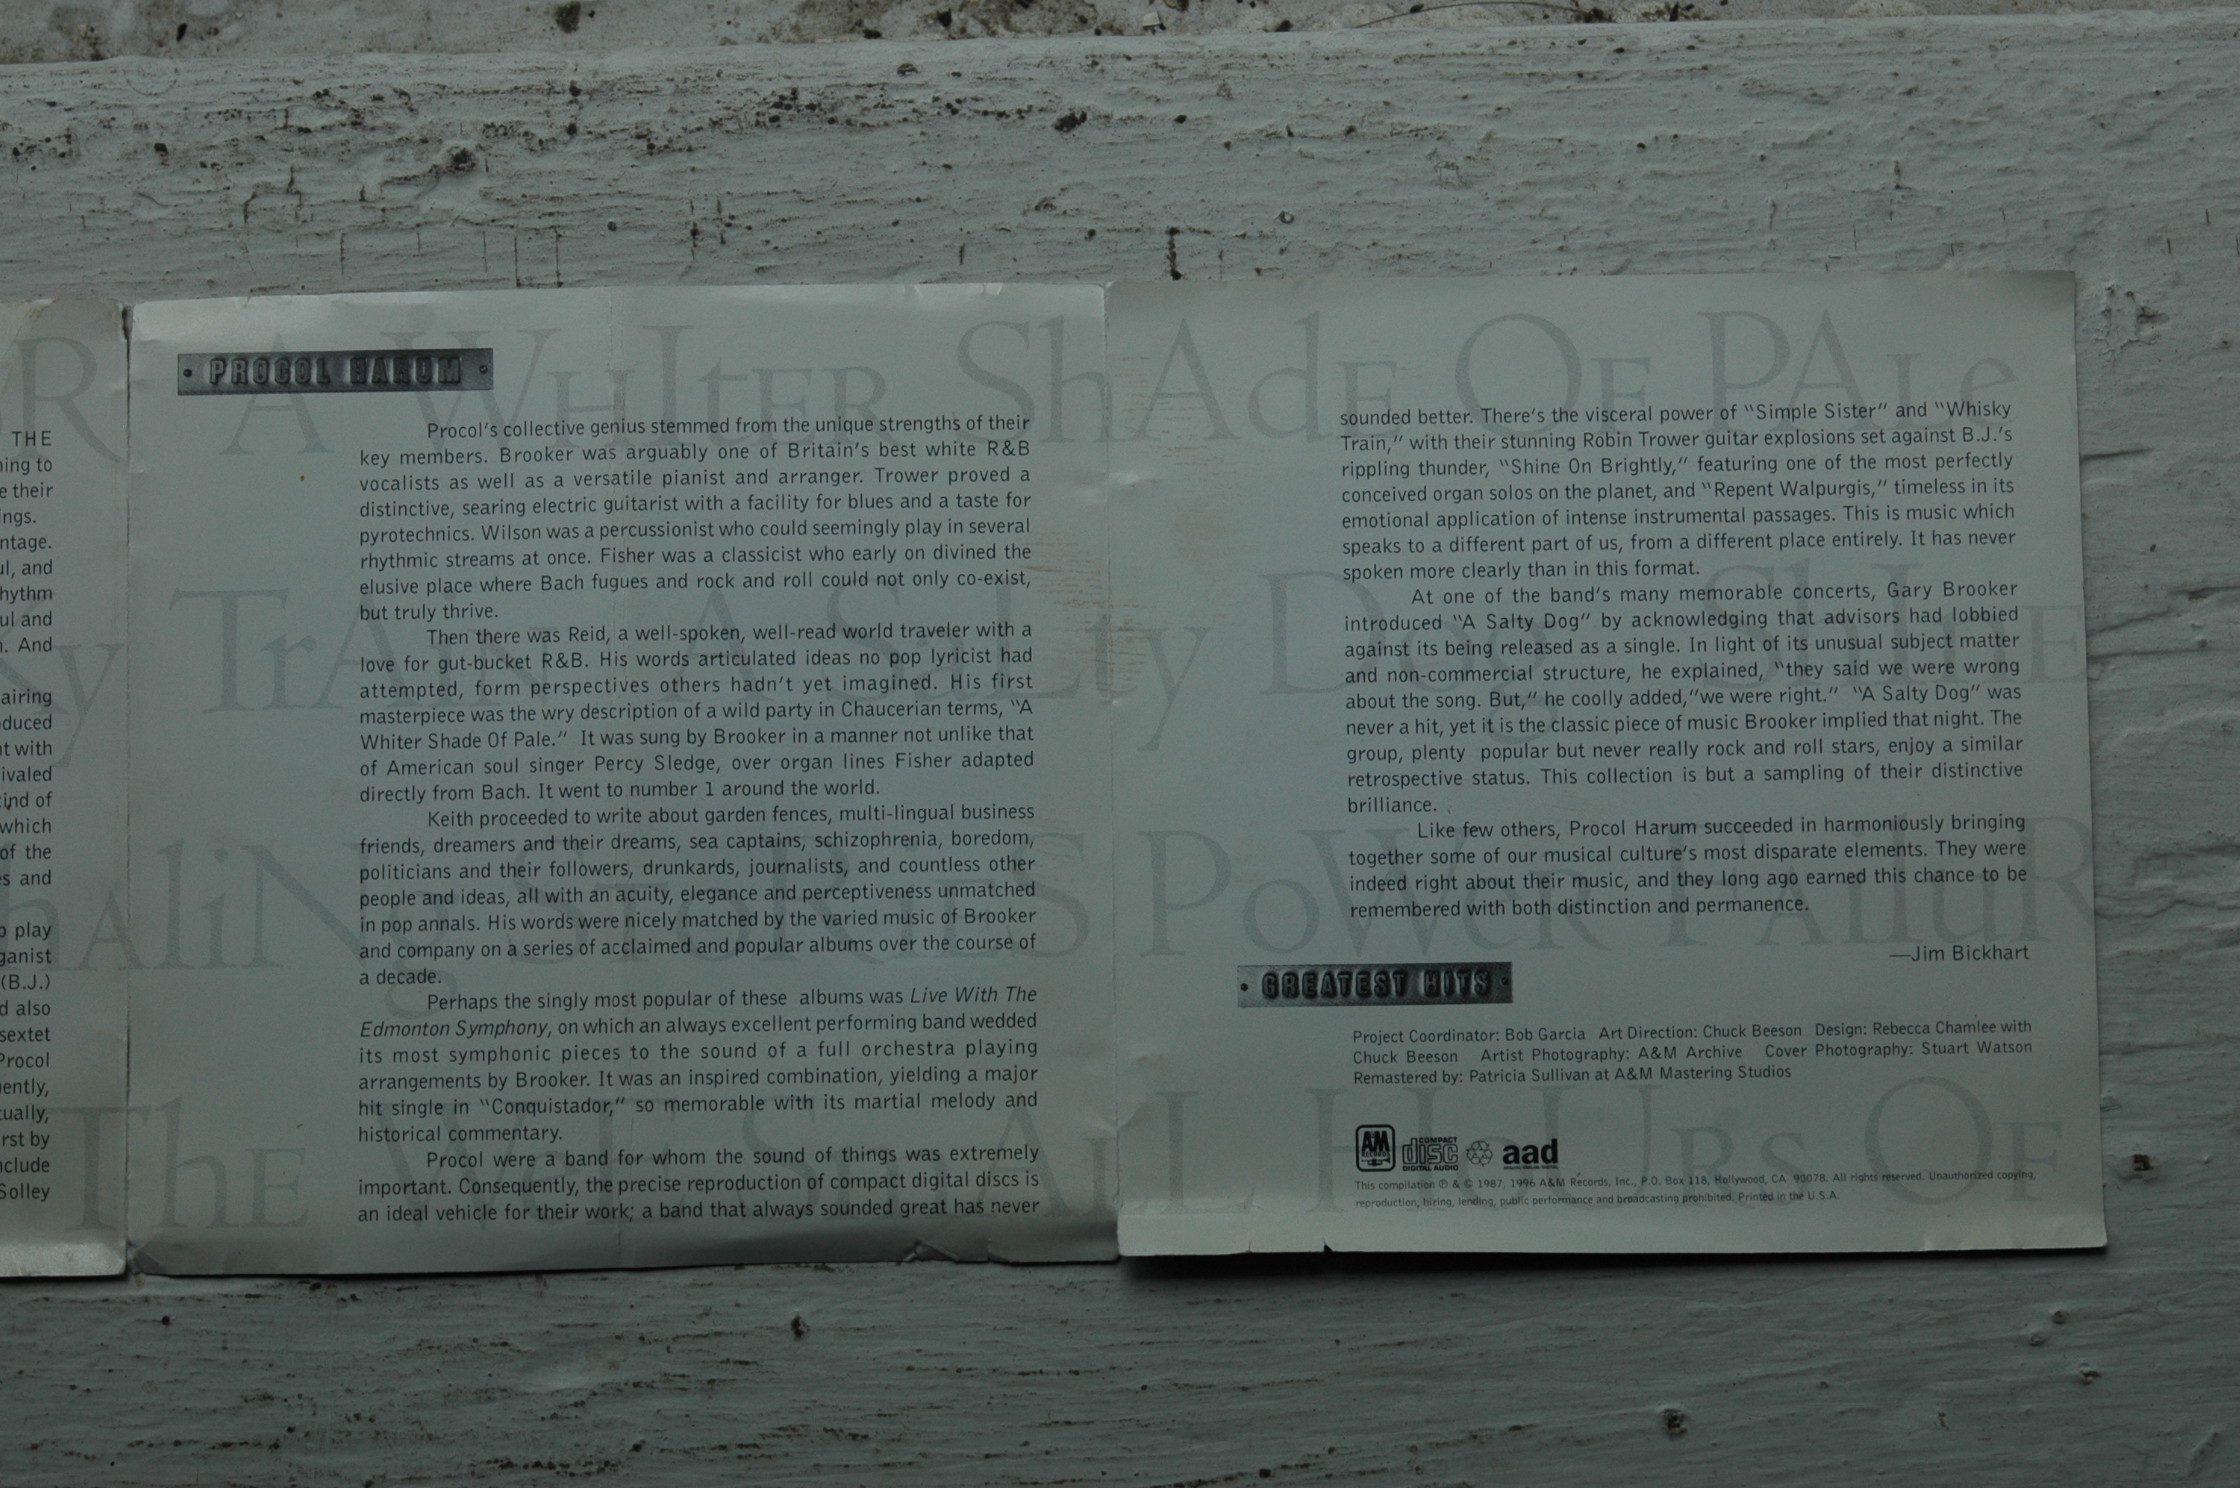 THE
ing to
e their
ings.
ntage.
ul, and
hythm
ul and
. And
airing
duced
t with
ivaled
ind of
which
of the
s and
play
ganist
(B.J.)
d also
sextet
Procol
ently,
ually,
rst by
nclude
Solley
PROCOL HARUM
Procol's collective genius stemmed from the unique strengths of their
key members. Brooker was arguably one of Britain's best white R&B
vocalists as well as a versatile pianist and arranger. Trower proved a
distinctive, searing electric guitarist with a facility for blues and a taste for
pyrotechnics. Wilson was a percussionist who could seemingly play in several
rhythmic streams at once. Fisher was a classicist who early on divined the
elusive place where Bach fugues and rock and roll could not only co-exist,
but truly thrive.
Then there was Reid, a well-spoken, well-read world traveler with a
love for gut-bucket R&B. His words articulated ideas no pop lyricist had
attempted, form perspectives others hadn't yet imagined. His first
masterpiece was the wry description of a wild party in Chaucerian terms, "A
Whiter Shade Of Pale." It was sung by Brooker in a manner not unlike that
of American soul singer Percy Sledge, over organ lines Fisher adapted
directly from Bach. It went to number 1 around the world.
Keith proceeded to write about garden fences, multi-lingual business
friends, dreamers and their dreams, sea captains, schizophrenia, boredom,
politicians and their followers, drunkards, journalists, and countless other
people and ideas, all with an acuity, elegance and perceptiveness unmatched
in pop annals. His words were nicely matched by the varied music of Brooker
and company on a series of acclaimed and popular albums over the course of
a decade.
Perhaps the singly most popular of these albums was Live With The
Edmonton Symphony, on which an always excellent performing band wedded
its most symphonic pieces to the sound of a full orchestra playing
arrangements by Brooker. It was an inspired combination, yielding a major
hit single in "Conquistador," so memorable with its martial melody and
historical commentary.
Procol were a band for whom the sound of things was extremely
important. Consequently, the precise reproduction of compact digital discs is
an ideal vehicle for their work; a band that always sounded great has never
sounded better. There's the visceral power of "Simple Sister" and "Whisky
Train," with their stunning Robin Trower guitar explosions set against B.J.'s
rippling thunder, "Shine On Brightly," featuring one of the most perfectly
conceived organ solos on the planet, and "Repent Walpurgis," timeless in its
emotional application of intense instrumental passages. This is music which
speaks to a different part of us, from a different place entirely. It has never
spoken more clearly than in this format.
At one of the band's many memorable concerts, Gary Brooker
introduced "A Salty Dog" by acknowledging that advisors had lobbied
against its being released as a single. In light of its unusual subject matter
and non-commercial structure, he explained, "they said we were wrong
about the song. But," he coolly added,"we were right." "A Salty Dog" was
never a hit, yet it is the classic piece of music Brooker implied that night. The
group, plenty popular but never really rock and roll stars, enjoy a similar
retrospective status. This collection is but a sampling of their distinctive
brilliance.
Like few others, Procol Harum succeeded in harmoniously bringing
together some of our musical culture's most disparate elements. They were
indeed right about their music, and they long ago earned this chance to be
remembered with both distinction and permanence.
—Jim Bickhart
GREATEST HITS
Project Coordinator: Bob Garcia Art Direction: Chuck Beeson Design: Rebecca Chamlee with
Chuck Beeson Artist Photography: A&M Archive Cover Photography: Stuart Watson
Remastered by: Patricia Sullivan at A&M Mastering Studios
AM RECORDS COMPACT disc DIGITAL AUDIO aad
This compilation ℗ & © 1987, 1996 A&M Records, Inc., P.O. Box 118, Hollywood, CA 90078. All rights reserved. Unauthorized copying,
reproduction, hiring, lending, public performance and broadcasting prohibited. Printed in the U.S.A.
A WhIter ShAde Of PAle
TrAiN A SaLty Dog
StorIES PoWer FAiluR
The Wee SmAll HoUrs Of